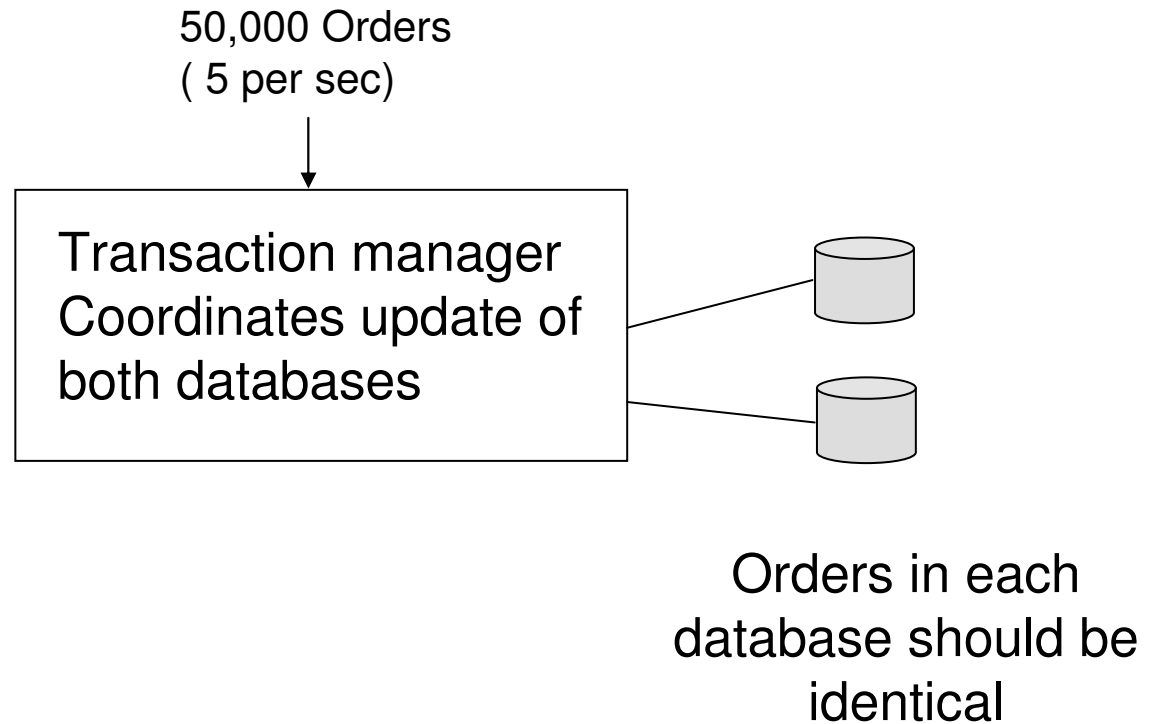 50,000 Orders
( 5 per sec)
Transaction manager
Coordinates update of
both databases
Orders in each
database should be
identical